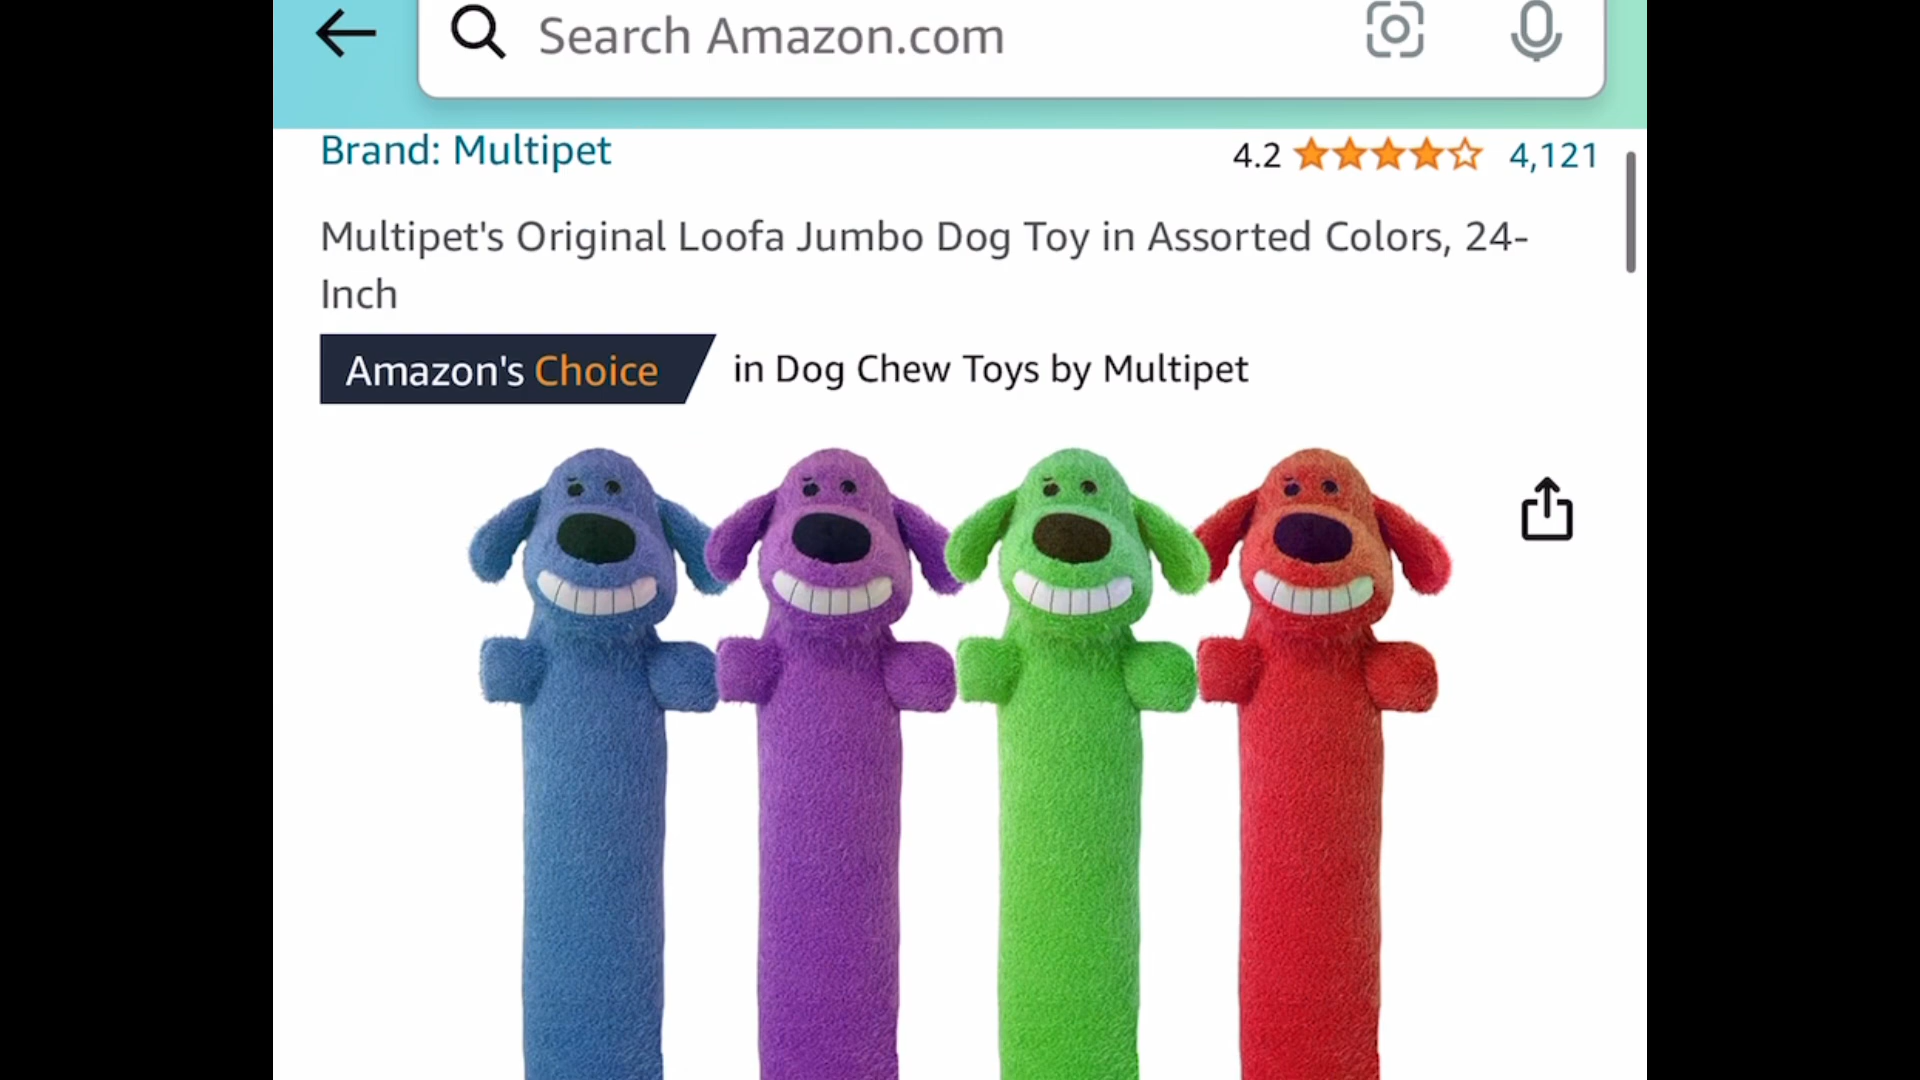 Search Amazon.com
Brand: Multipet
4.2 4,121
Multipet's Original Loofa Jumbo Dog Toy in Assorted Colors, 24-
Inch
Amazon's Choice in Dog Chew Toys by Multipet